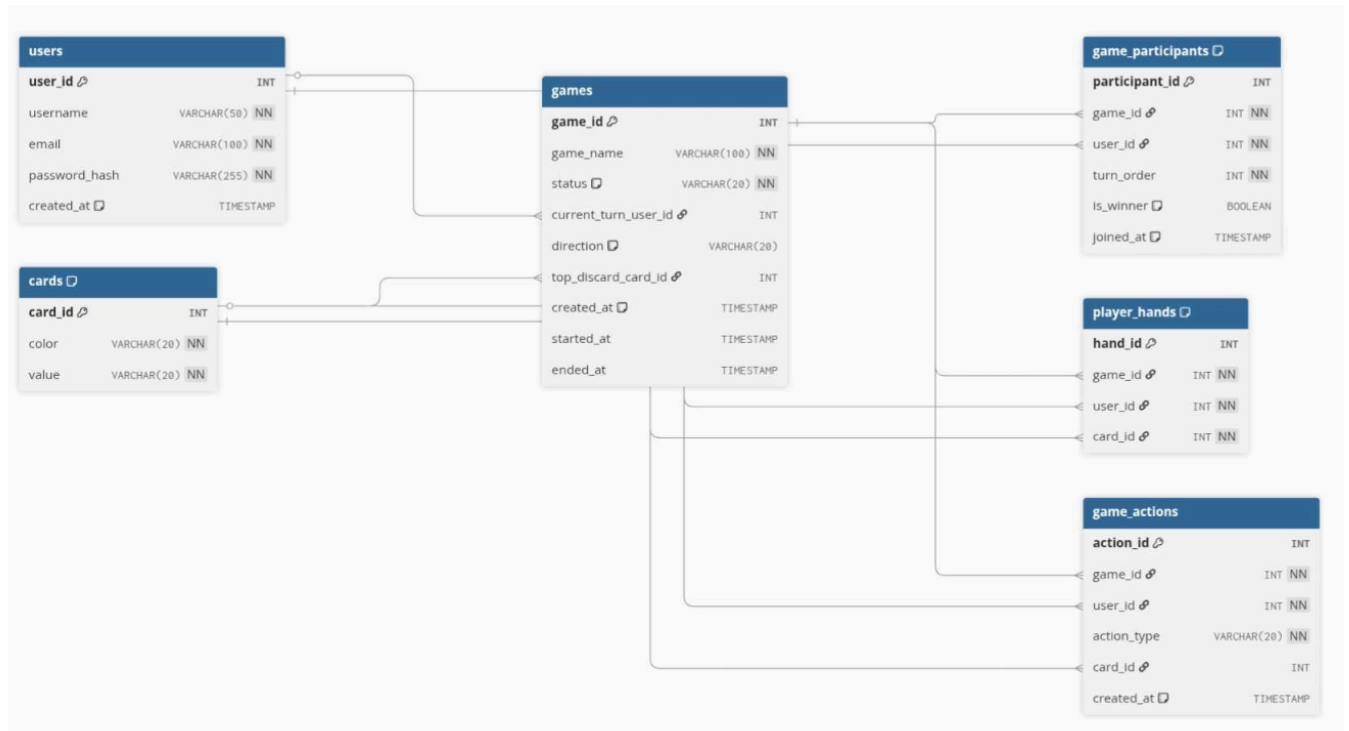 users
user_id INT
username VARCHAR(50) NN
email VARCHAR(100) NN
password_hash VARCHAR(255) NN
created_at TIMESTAMP
cards
card_id INT
color VARCHAR(20) NN
value VARCHAR(20) NN
games
game_id INT
game_name VARCHAR(100) NN
status VARCHAR(20) NN
current_turn_user_id INT
direction VARCHAR(20)
top_discard_card_id INT
created_at TIMESTAMP
started_at TIMESTAMP
ended_at TIMESTAMP
game_participants
participant_id INT
game_id INT NN
user_id INT NN
turn_order INT NN
is_winner BOOLEAN
joined_at TIMESTAMP
player_hands
hand_id INT
game_id INT NN
user_id INT NN
card_id INT NN
game_actions
action_id INT
game_id INT NN
user_id INT NN
action_type VARCHAR(20) NN
card_id INT
created_at TIMESTAMP